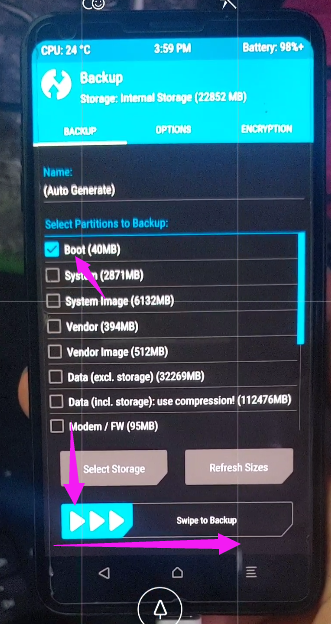 CPU: 24 °C 3:59 PM Battery: 98%+
Backup
Storage: Internal Storage (22852 MB)
BACKUP OPTIONS ENCRYPTION
Name:
(Auto Generate)
Select Partitions to Backup:
Boot (40MB)
System (2871MB)
System Image (6132MB)
Vendor (394MB)
Vendor Image (512MB)
Data (excl. storage) (32269MB)
Data (incl. storage): use compression! (112476MB)
Modem / FW (95MB)
Select Storage Refresh Sizes
Swipe to Backup